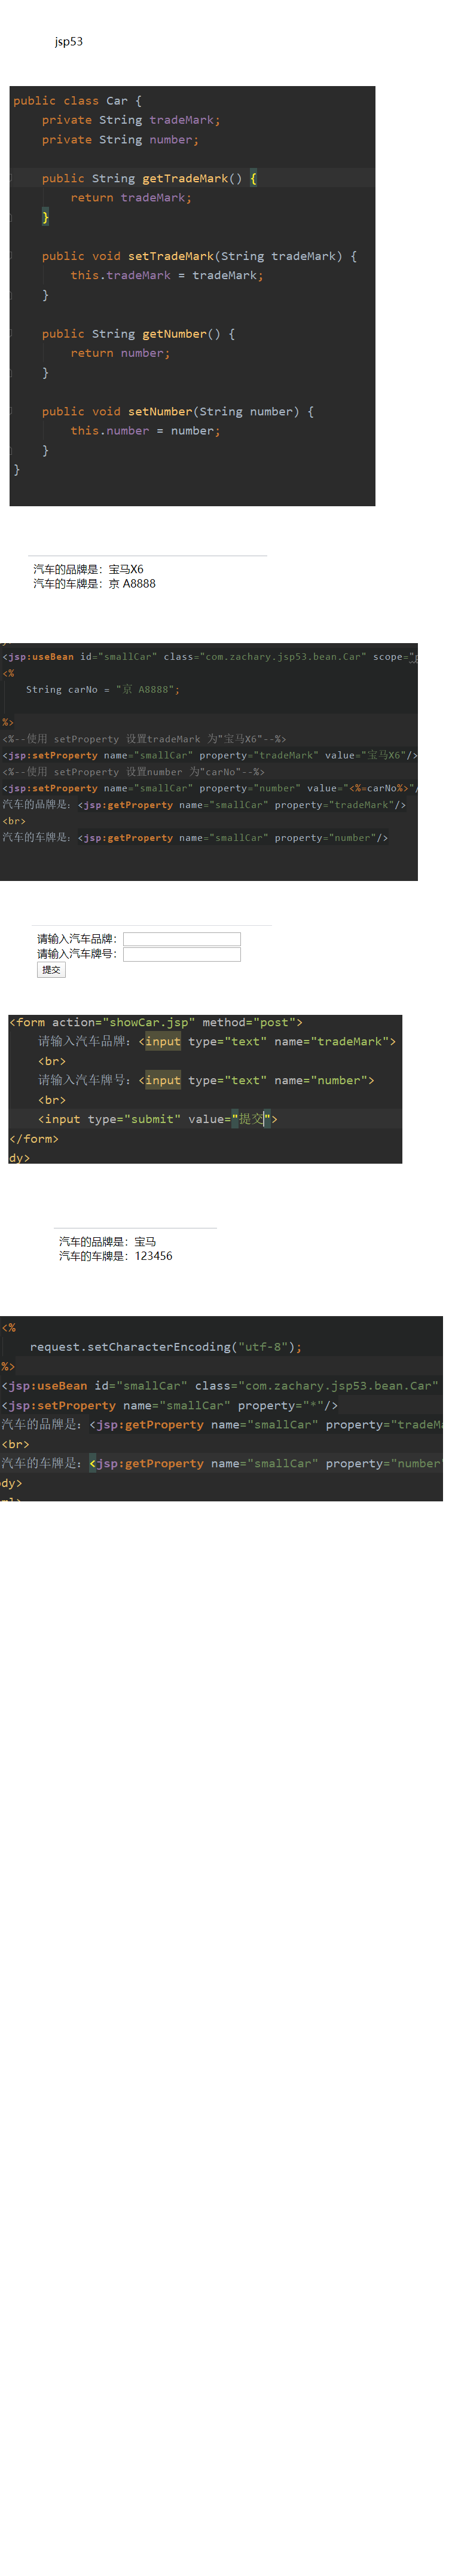 jsp53
public class Car {
    private String tradeMark;
    private String number;
    public String getTradeMark() {
        return tradeMark;
    }
    public void setTradeMark(String tradeMark) {
        this.tradeMark = tradeMark;
    }
    public String getNumber() {
        return number;
    }
    public void setNumber(String number) {
        this.number = number;
    }
}
汽车的品牌是：宝马X6
汽车的车牌是：京 A8888
<jsp:useBean id="smallCar" class="com.zachary.jsp53.bean.Car" scope="p
<%
    String carNo = "京 A8888";
%>
<%--使用 setProperty 设置tradeMark 为"宝马X6"--%>
<jsp:setProperty name="smallCar" property="tradeMark" value="宝马X6"/>
<%--使用 setProperty 设置number 为"carNo"--%>
<jsp:setProperty name="smallCar" property="number" value="<%=carNo%>"/
汽车的品牌是：<jsp:getProperty name="smallCar" property="tradeMark"/>
<br>
汽车的车牌是：<jsp:getProperty name="smallCar" property="number"/>
请输入汽车品牌：
请输入汽车牌号：
提交
<form action="showCar.jsp" method="post">
    请输入汽车品牌：<input type="text" name="tradeMark">
    <br>
    请输入汽车牌号：<input type="text" name="number">
    <br>
    <input type="submit" value="提交">
</form>
dy>
汽车的品牌是：宝马
汽车的车牌是：123456
<%
    request.setCharacterEncoding("utf-8");
%>
<jsp:useBean id="smallCar" class="com.zachary.jsp53.bean.Car"
<jsp:setProperty name="smallCar" property="*"/>
汽车的品牌是：<jsp:getProperty name="smallCar" property="tradeMa
<br>
汽车的车牌是：<jsp:getProperty name="smallCar" property="number"
dy>